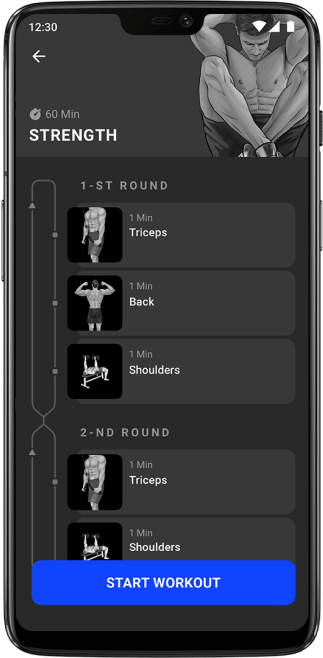 12:30
60 Min
STRENGTH
1-ST ROUND
1 Min
Triceps
1 Min
Back
1 Min
Shoulders
2-ND ROUND
1 Min
Triceps
1 Min
Shoulders
START WORKOUT